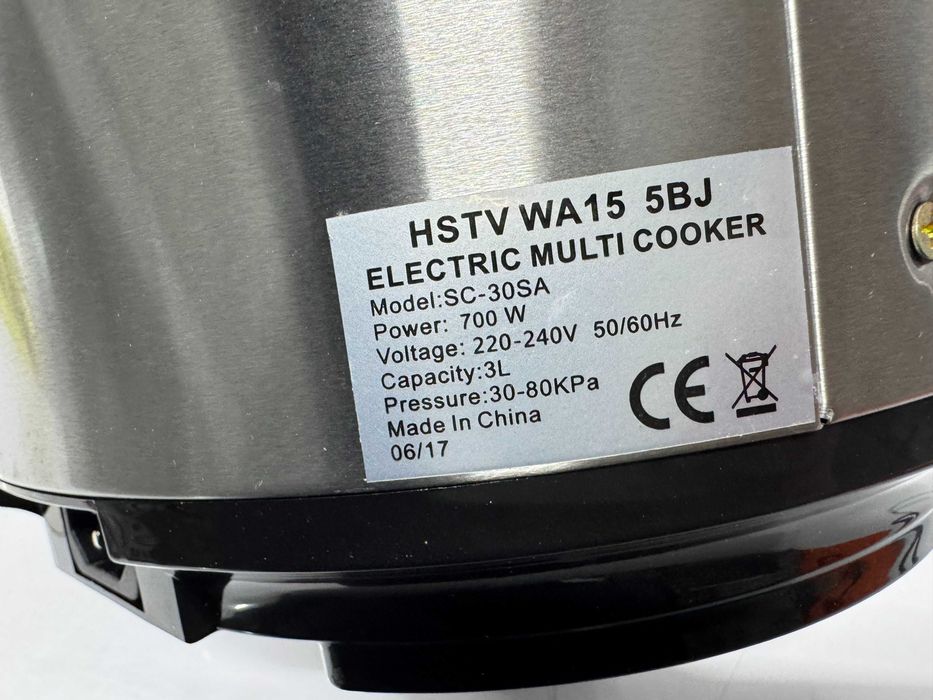 HSTV WA15 5BJ
ELECTRIC MULTI COOKER
Model:SC-30SA
Power: 700 W
Voltage: 220-240V 50/60Hz
Capacity:3L
Pressure:30-80KPa
Made In China
06/17
CE